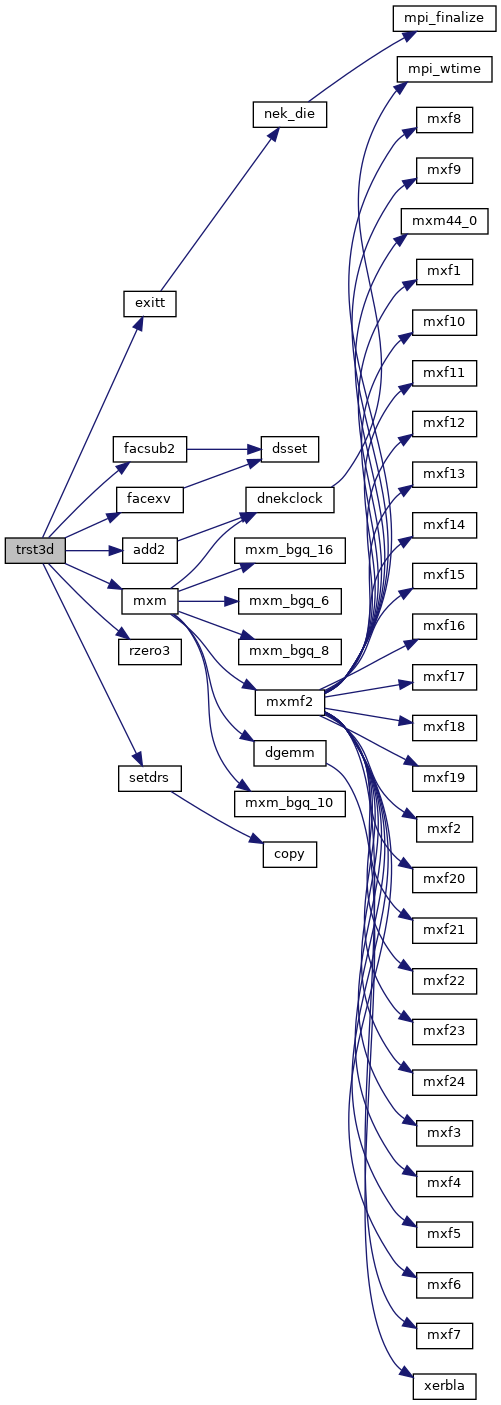 trst3d
exitt
facsub2
facexv
add2
mxm
rzero3
setdrs
nek_die
dsset
dnekclock
mxm_bgq_16
mxm_bgq_6
mxm_bgq_8
mxmf2
dgemm
mxm_bgq_10
copy
mpi_finalize
mpi_wtime
mxf8
mxf9
mxm44_0
mxf1
mxf10
mxf11
mxf12
mxf13
mxf14
mxf15
mxf16
mxf17
mxf18
mxf19
mxf2
mxf20
mxf21
mxf22
mxf23
mxf24
mxf3
mxf4
mxf5
mxf6
mxf7
xerbla